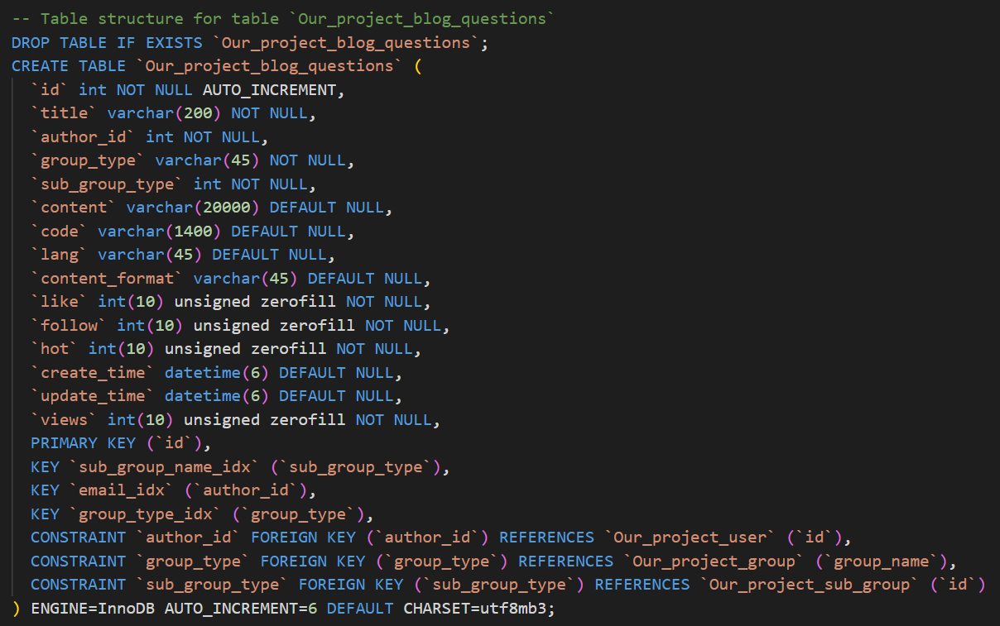 -- Table structure for table `Our_project_blog_questions`
DROP TABLE IF EXISTS `Our_project_blog_questions`;
CREATE TABLE `Our_project_blog_questions` (
  `id` int NOT NULL AUTO_INCREMENT,
  `title` varchar(200) NOT NULL,
  `author_id` int NOT NULL,
  `group_type` varchar(45) NOT NULL,
  `sub_group_type` int NOT NULL,
  `content` varchar(20000) DEFAULT NULL,
  `code` varchar(1400) DEFAULT NULL,
  `lang` varchar(45) DEFAULT NULL,
  `content_format` varchar(45) DEFAULT NULL,
  `like` int(10) unsigned zerofill NOT NULL,
  `follow` int(10) unsigned zerofill NOT NULL,
  `hot` int(10) unsigned zerofill NOT NULL,
  `create_time` datetime(6) DEFAULT NULL,
  `update_time` datetime(6) DEFAULT NULL,
  `views` int(10) unsigned zerofill NOT NULL,
  PRIMARY KEY (`id`),
  KEY `sub_group_name_idx` (`sub_group_type`),
  KEY `email_idx` (`author_id`),
  KEY `group_type_idx` (`group_type`),
  CONSTRAINT `author_id` FOREIGN KEY (`author_id`) REFERENCES `Our_project_user` (`id`),
  CONSTRAINT `group_type` FOREIGN KEY (`group_type`) REFERENCES `Our_project_group` (`group_name`),
  CONSTRAINT `sub_group_type` FOREIGN KEY (`sub_group_type`) REFERENCES `Our_project_sub_group` (`id`)
) ENGINE=InnoDB AUTO_INCREMENT=6 DEFAULT CHARSET=utf8mb3;